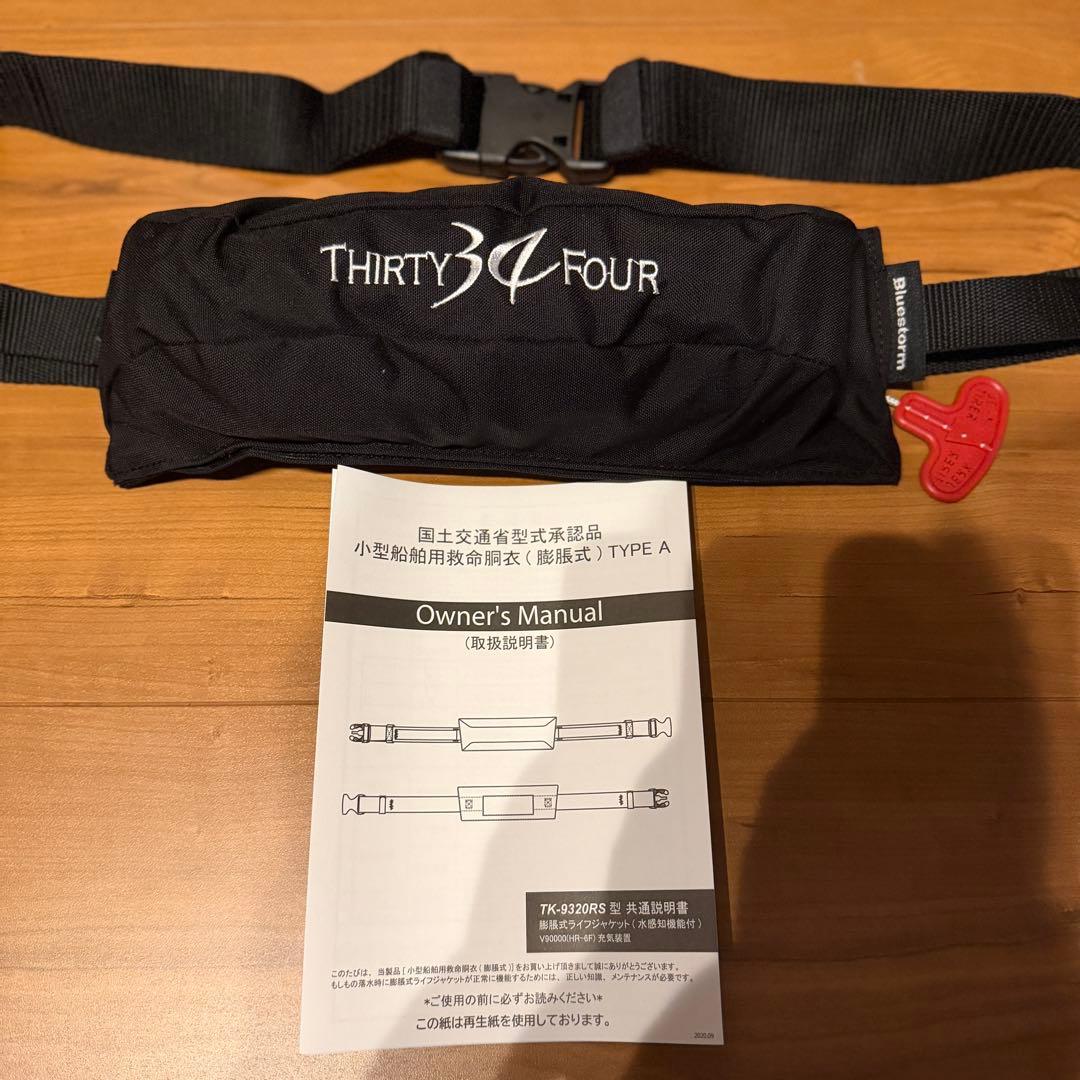 THIRTY 34 FOUR
Bluestorm
国土交通省型式承認品
小型船舶用救命胴衣(膨脹式)TYPE A
Owner's Manual
(取扱説明書)
TK-9320RS 型 共通説明書
膨脹式ライフジャケット(水感知機能付)
V90000(HR-6F)充気装置
このたびは、当製品[小型船舶用救命胴衣(膨脹式)]をお買い上げ頂きまして誠にありがとうございます。
もしもの落水時に膨脹式ライフジャケットが正常に機能するためには、正しい知識、メンテナンスが必要です。
*ご使用の前に必ずお読みください*
この紙は再生紙を使用しております。
2020.09